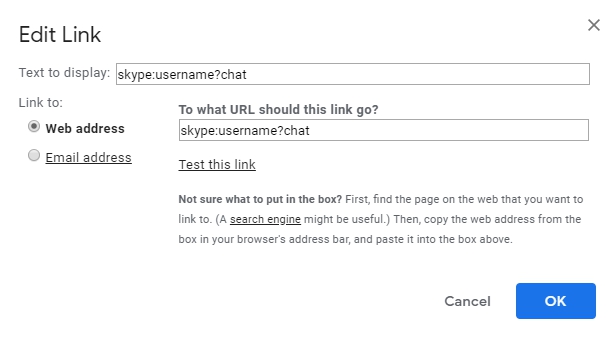 Edit Link
Text to display: skype:username?chat
Link to:
Web address
Email address
To what URL should this link go?
skype:username?chat
Test this link
Not sure what to put in the box? First, find the page on the web that you want to
link to. (A search engine might be useful.) Then, copy the web address from the
box in your browser's address bar, and paste it into the box above.
Cancel OK